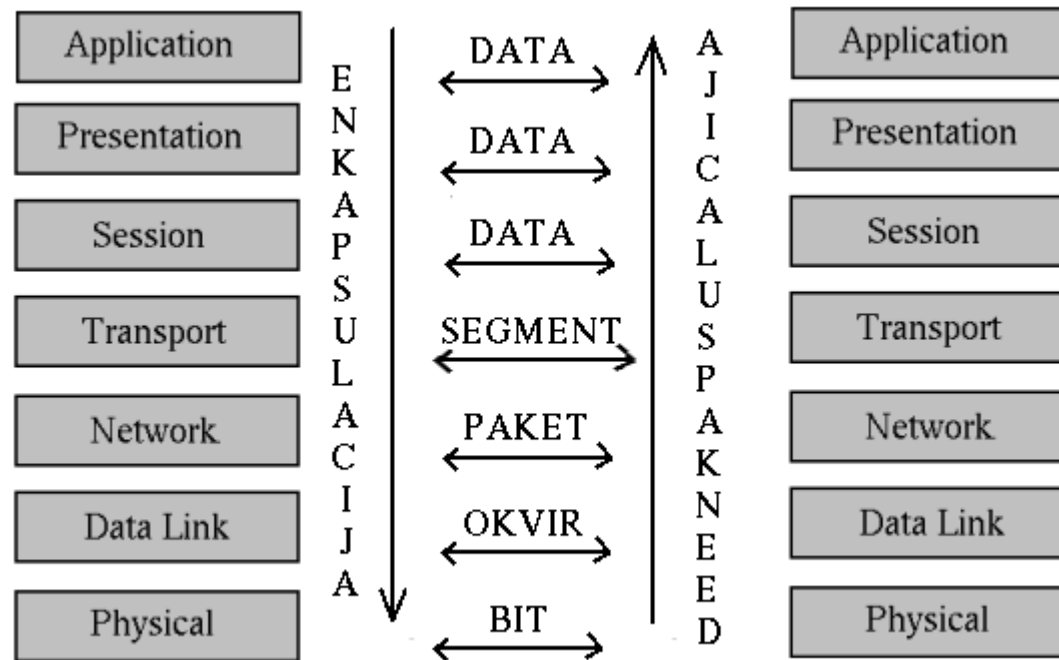 Application
Presentation
Session
Transport
Network
Data Link
Physical
ENKAPSULACIJA
DATA
DATA
DATA
SEGMENT
PAKET
OKVIR
BIT
DEENKAPSULACIJA
Application
Presentation
Session
Transport
Network
Data Link
Physical